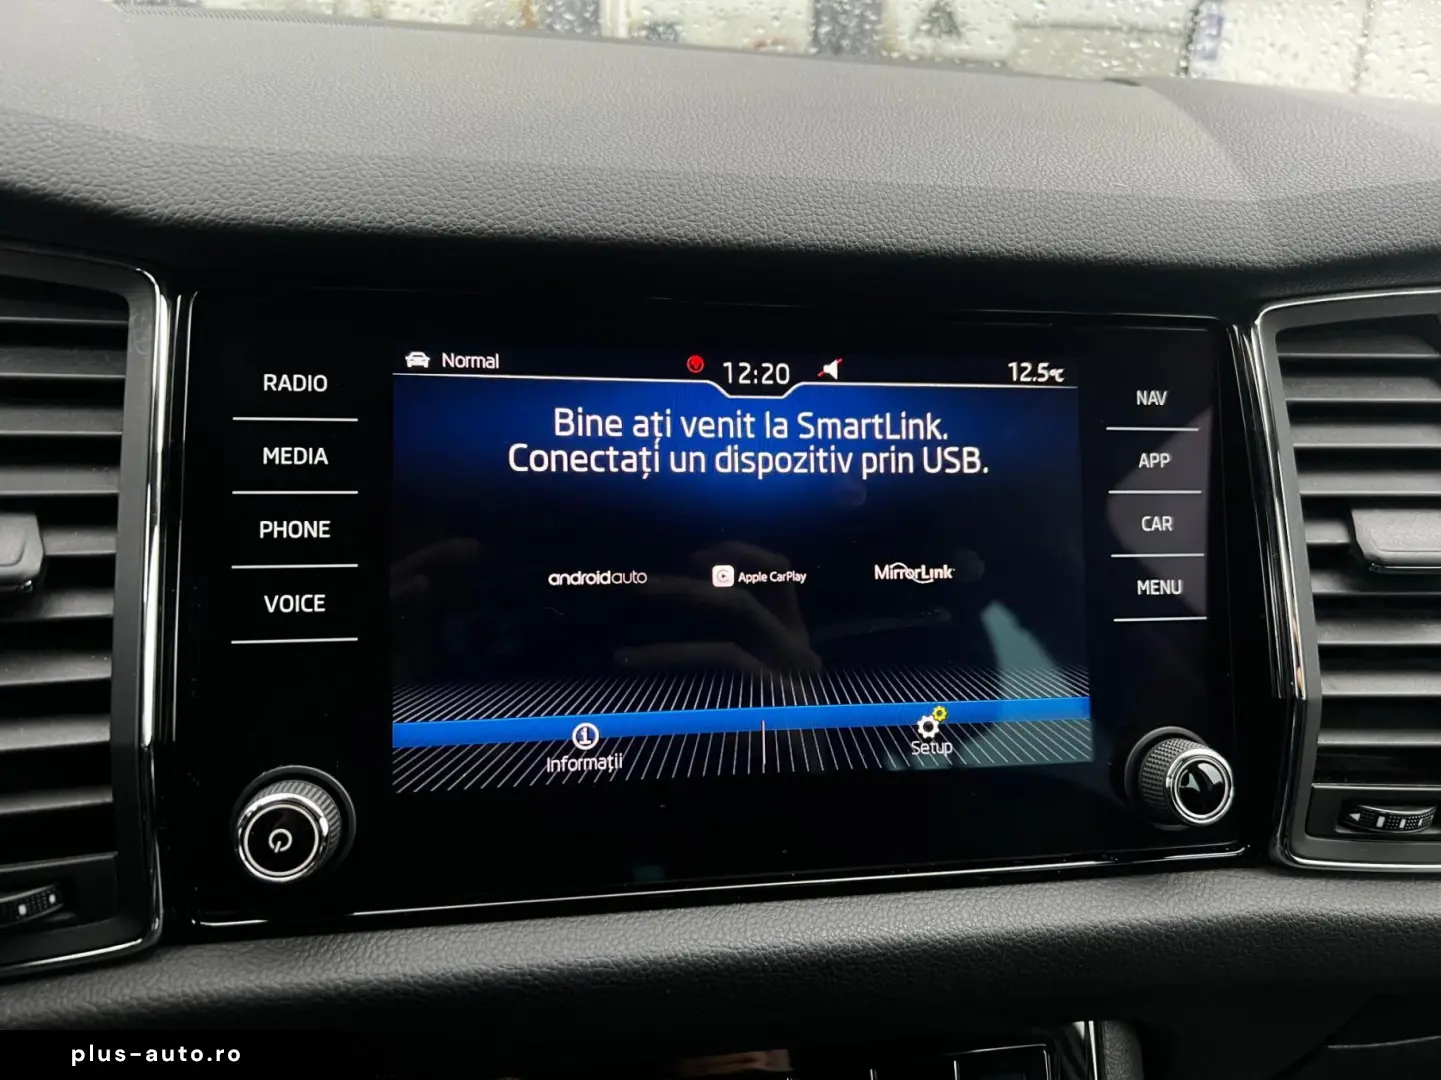 Normal
12:20
12.5°C
RADIO
MEDIA
PHONE
VOICE
Bine ați venit la SmartLink.
Conectați un dispozitiv prin USB.
androidauto
Apple CarPlay
MirrorLink
Informații
Setup
NAV
APP
CAR
MENU
plus-auto.ro